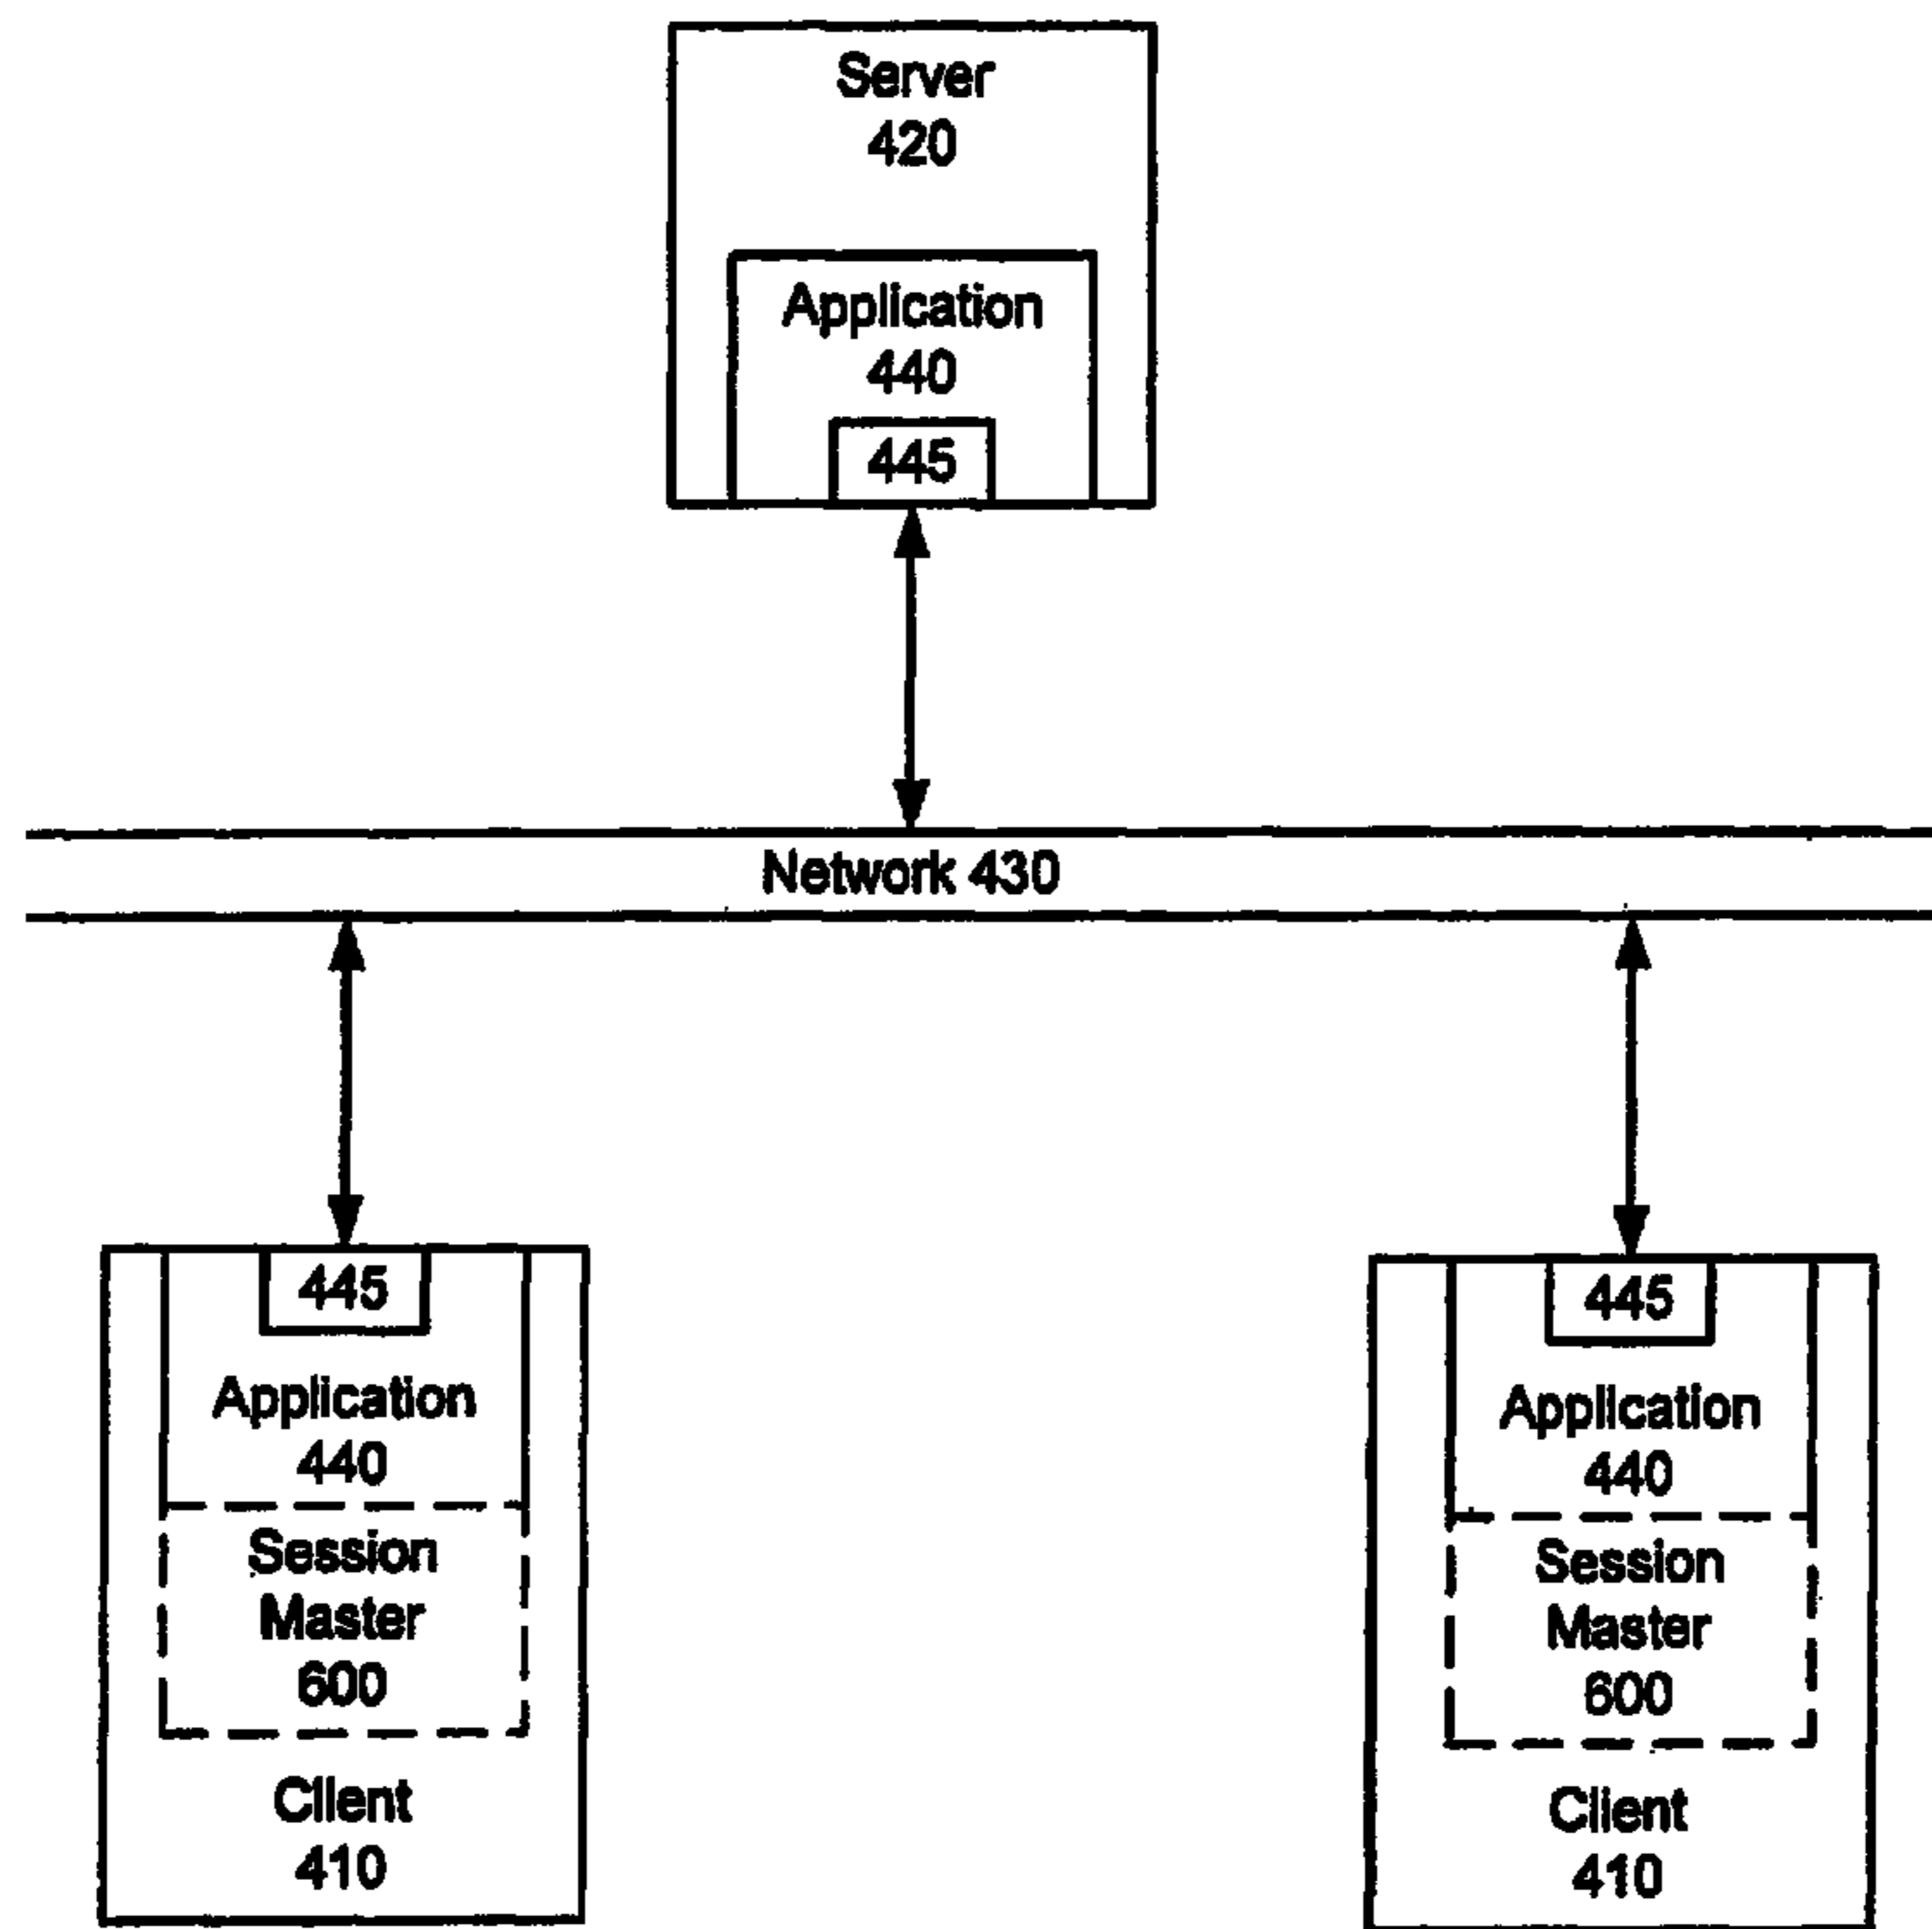 Server
420
Application
440
445
Network 430
445
Application
440
Session
Master
600
Client
410
445
Application
440
Session
Master
600
Client
410